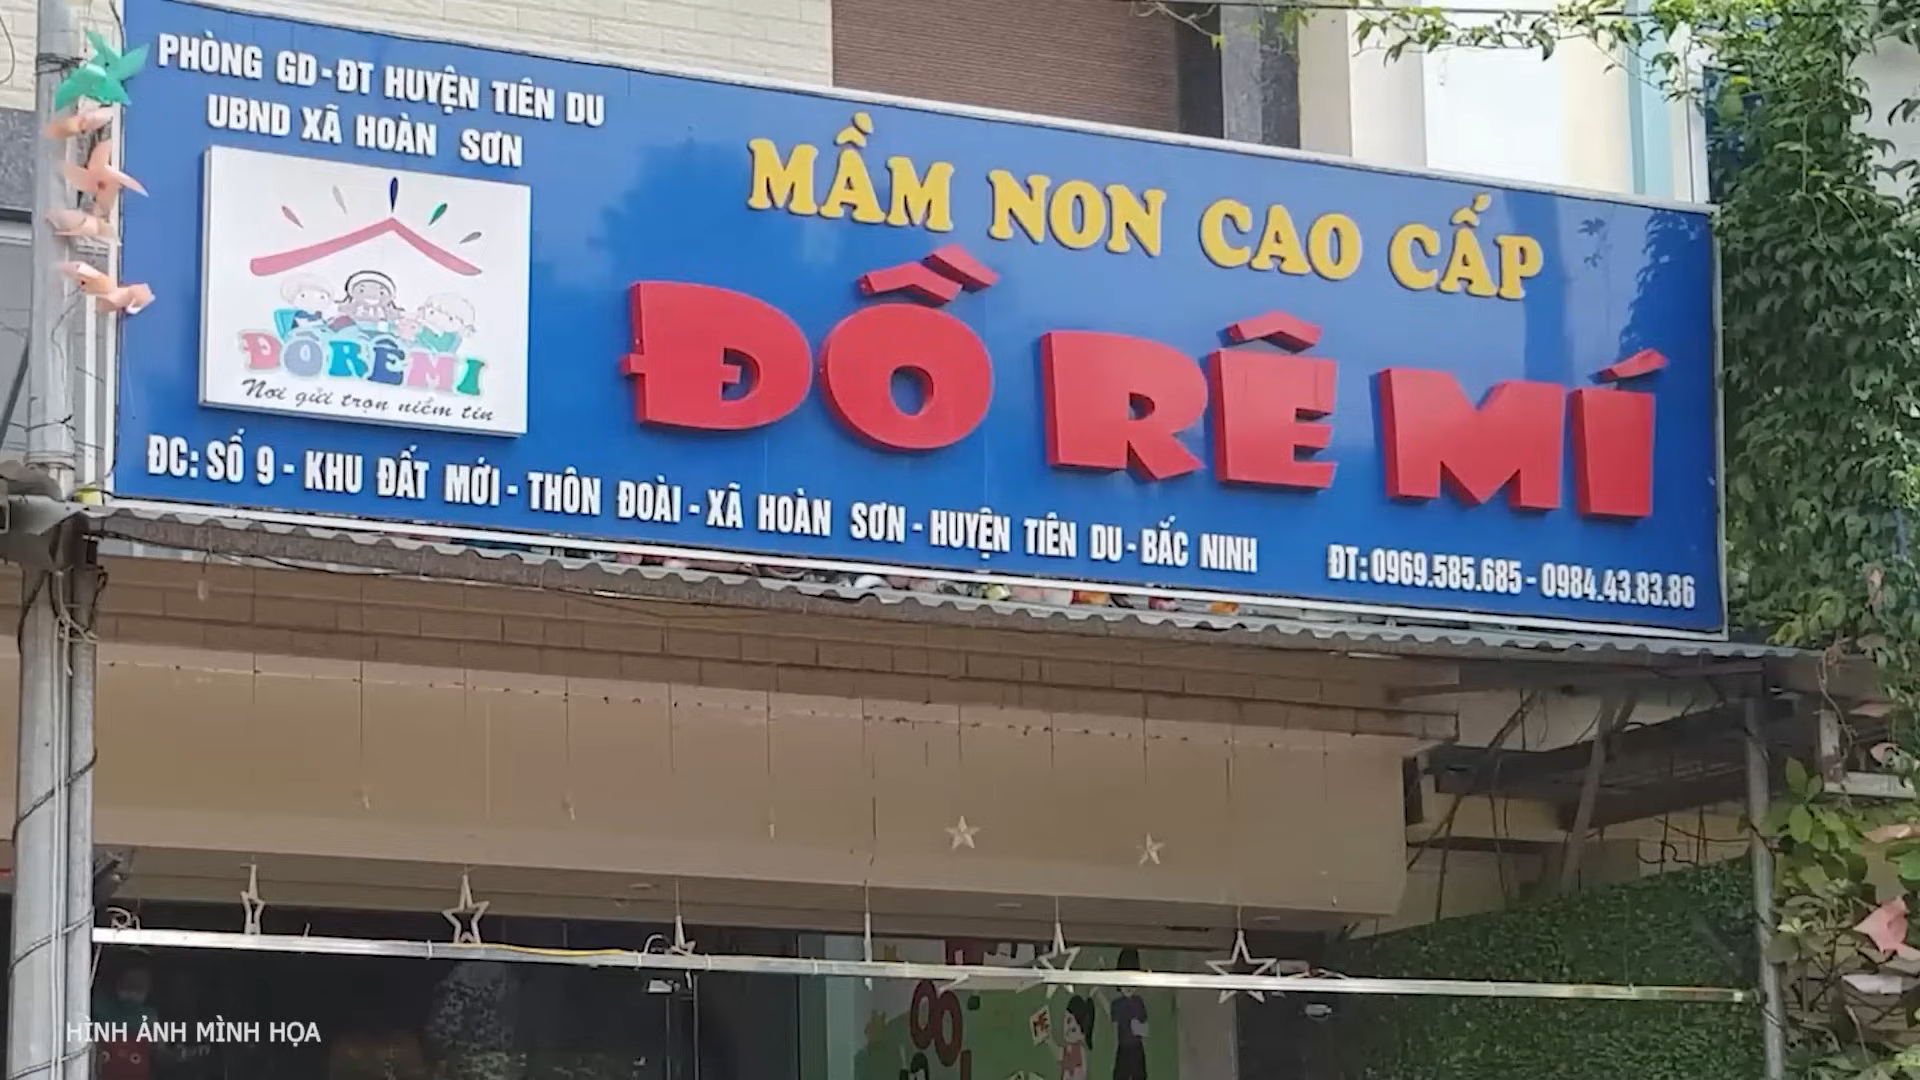 PHÒNG GD-ĐT HUYỆN TIÊN DU
UBND XÃ HOÀN SƠN
ĐÔRÊMI
Nơi gửi trọn niềm tin
MẦM NON CAO CẤP
ĐỒ RÊ MÍ
ĐC: SỐ 9 - KHU ĐẤT MỚI - THÔN ĐOÀI - XÃ HOÀN SƠN - HUYỆN TIÊN DU - BẮC NINH
ĐT: 0969.585.685 - 0984.43.83.86
HÌNH ẢNH MÌNH HỌA